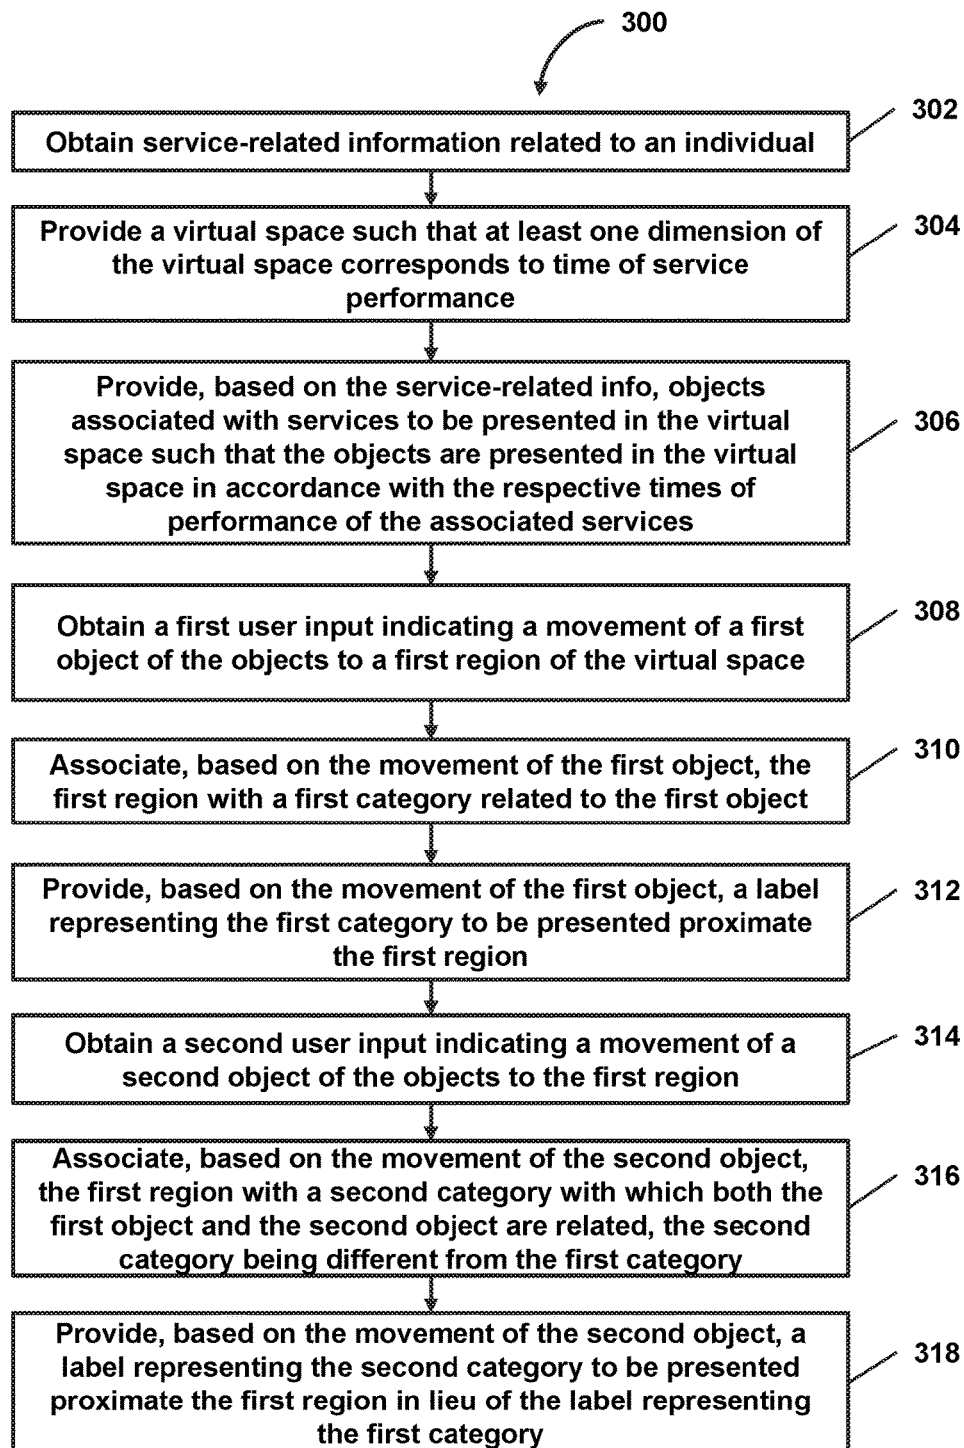 300
302
Obtain service-related information related to an individual
304
Provide a virtual space such that at least one dimension of
the virtual space corresponds to time of service
performance
306
Provide, based on the service-related info, objects
associated with services to be presented in the virtual
space such that the objects are presented in the virtual
space in accordance with the respective times of
performance of the associated services
308
Obtain a first user input indicating a movement of a first
object of the objects to a first region of the virtual space
310
Associate, based on the movement of the first object, the
first region with a first category related to the first object
312
Provide, based on the movement of the first object, a label
representing the first category to be presented proximate
the first region
314
Obtain a second user input indicating a movement of a
second object of the objects to the first region
316
Associate, based on the movement of the second object,
the first region with a second category with which both the
first object and the second object are related, the second
category being different from the first category
318
Provide, based on the movement of the second object, a
label representing the second category to be presented
proximate the first region in lieu of the label representing
the first category